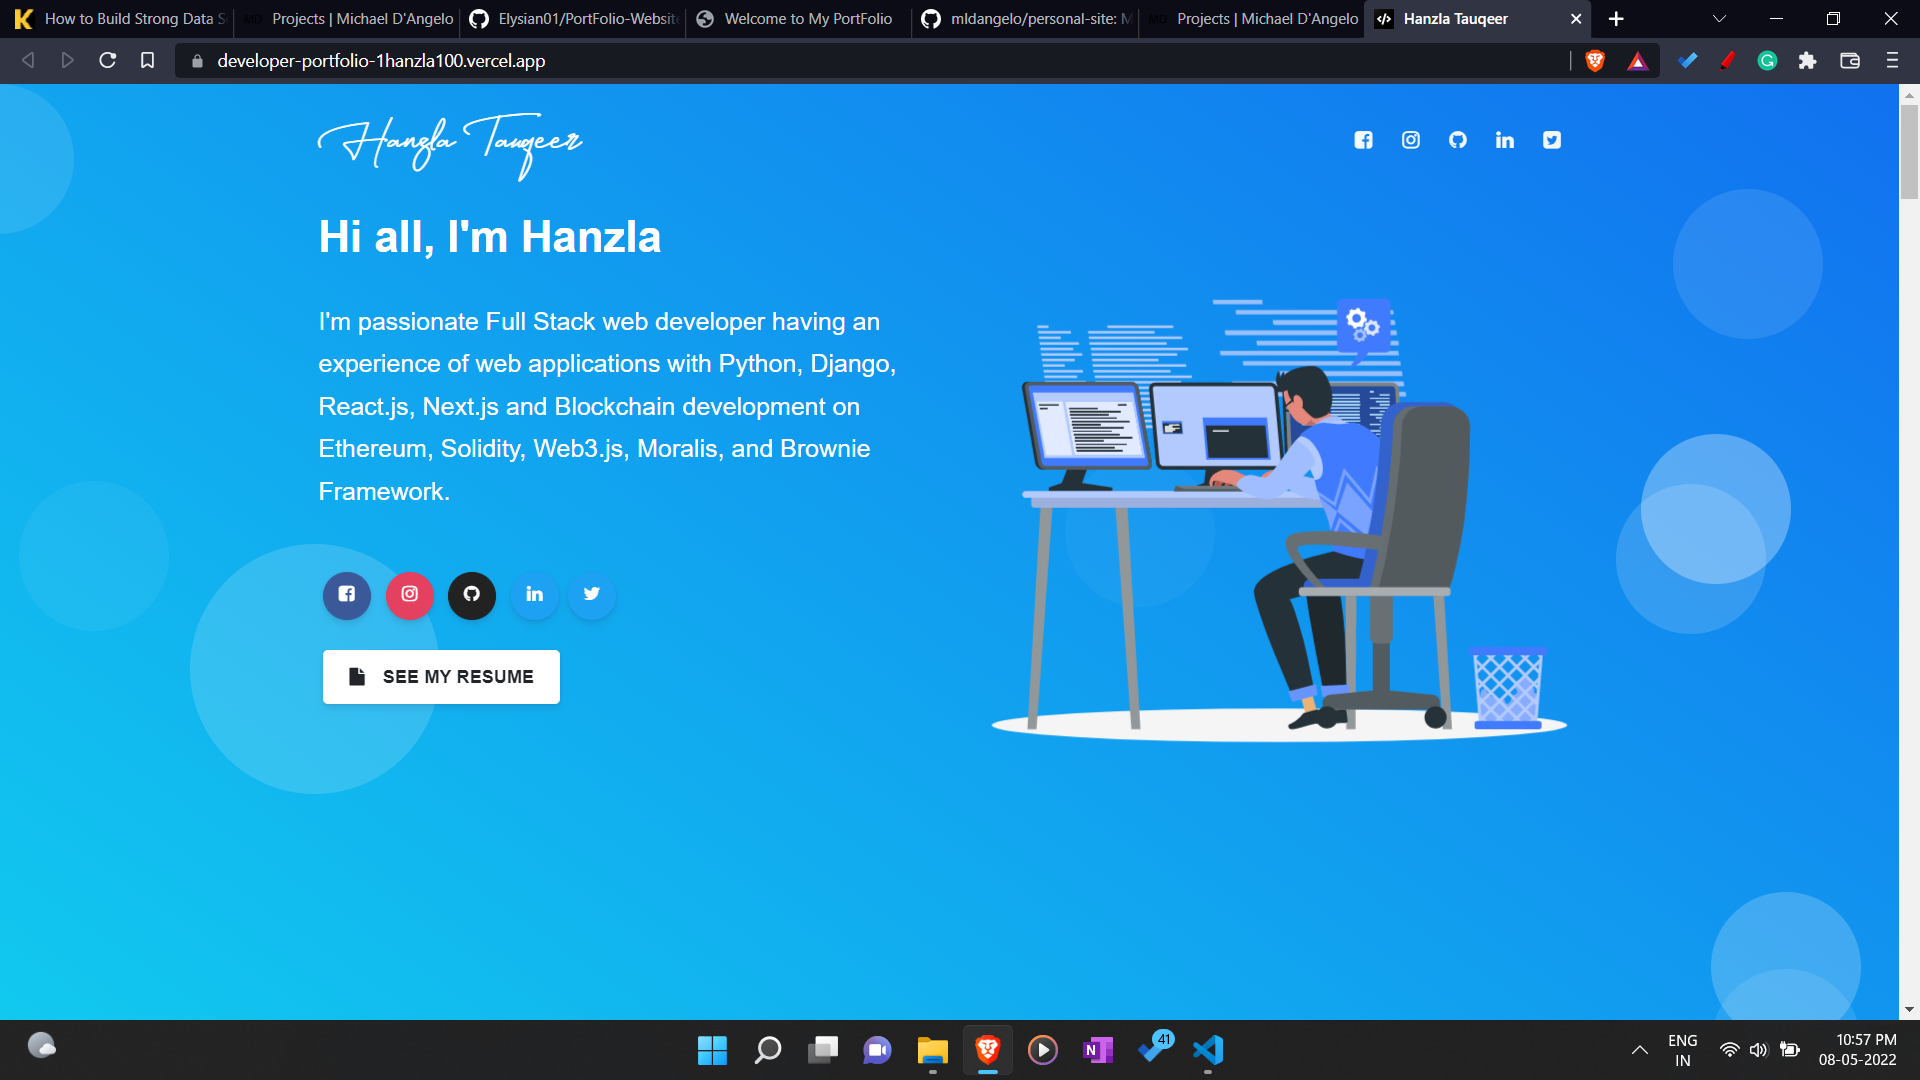 How to Build Strong Data S
MD Projects | Michael D'Angelo
Elysian01/PortFolio-Website
Welcome to My PortFolio
mldangelo/personal-site: M
MD Projects | Michael D'Angelo
Hanzla Tauqeer
developer-portfolio-1hanzla100.vercel.app
Hanzla Tauqeer
Hi all, I'm Hanzla
I'm passionate Full Stack web developer having an
experience of web applications with Python, Django,
React.js, Next.js and Blockchain development on
Ethereum, Solidity, Web3.js, Moralis, and Brownie
Framework.
SEE MY RESUME
41
ENG
IN
10:57 PM
08-05-2022